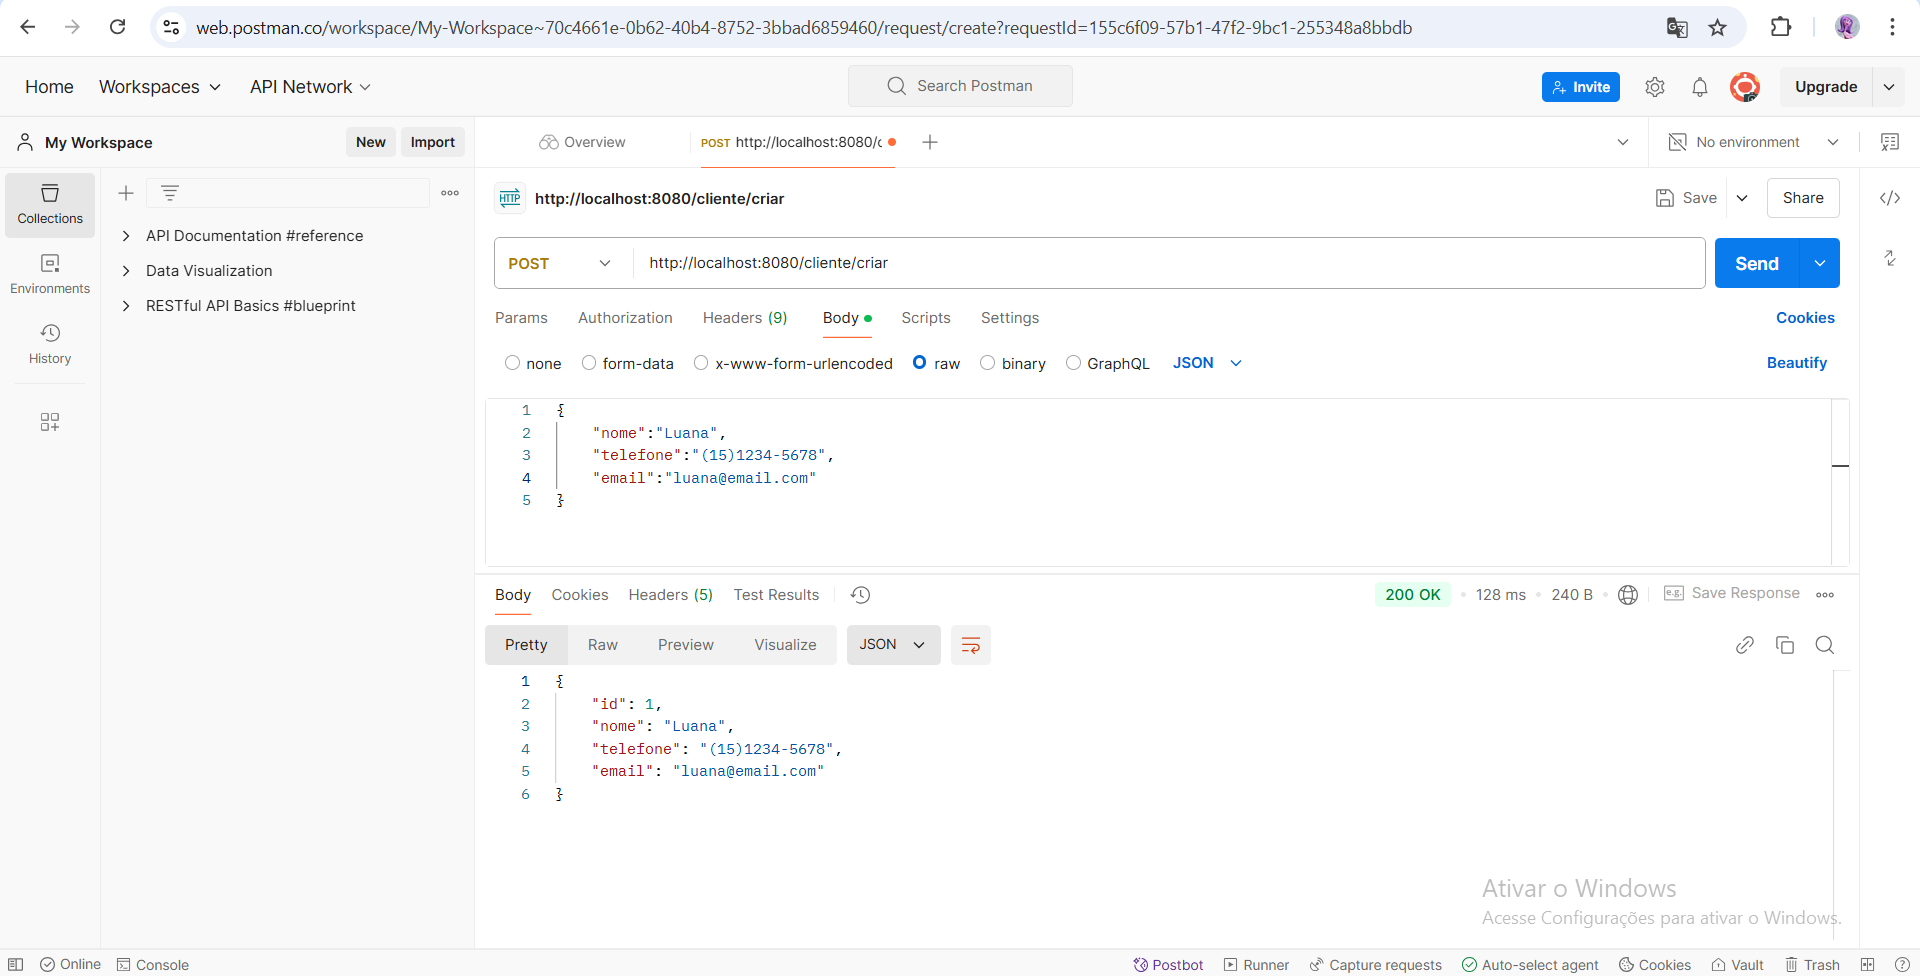 web.postman.co/workspace/My-Workspace~70c4661e-0b62-40b4-8752-3bbad6859460/request/create?requestId=155c6f09-57b1-47f2-9bc1-255348a8bbdb
Home Workspaces API Network Search Postman Invite Upgrade
My Workspace New Import Overview POST http://localhost:8080/c No environment
Collections
Environments
History
API Documentation #reference
Data Visualization
RESTful API Basics #blueprint
HTTP http://localhost:8080/cliente/criar Save Share
POST http://localhost:8080/cliente/criar Send
Params Authorization Headers (9) Body Scripts Settings Cookies
none form-data x-www-form-urlencoded raw binary GraphQL JSON Beautify
1 {
2 "nome":"Luana",
3 "telefone":"(15)1234-5678",
4 "email":"luana@email.com"
5 }
Body Cookies Headers (5) Test Results 200 OK 128 ms 240 B e.g. Save Response
Pretty Raw Preview Visualize JSON
1 {
2 "id": 1,
3 "nome": "Luana",
4 "telefone": "(15)1234-5678",
5 "email": "luana@email.com"
6 }
Ativar o Windows
Acesse Configurações para ativar o Windows.
Online Console Postbot Runner Capture requests Auto-select agent Cookies Vault Trash